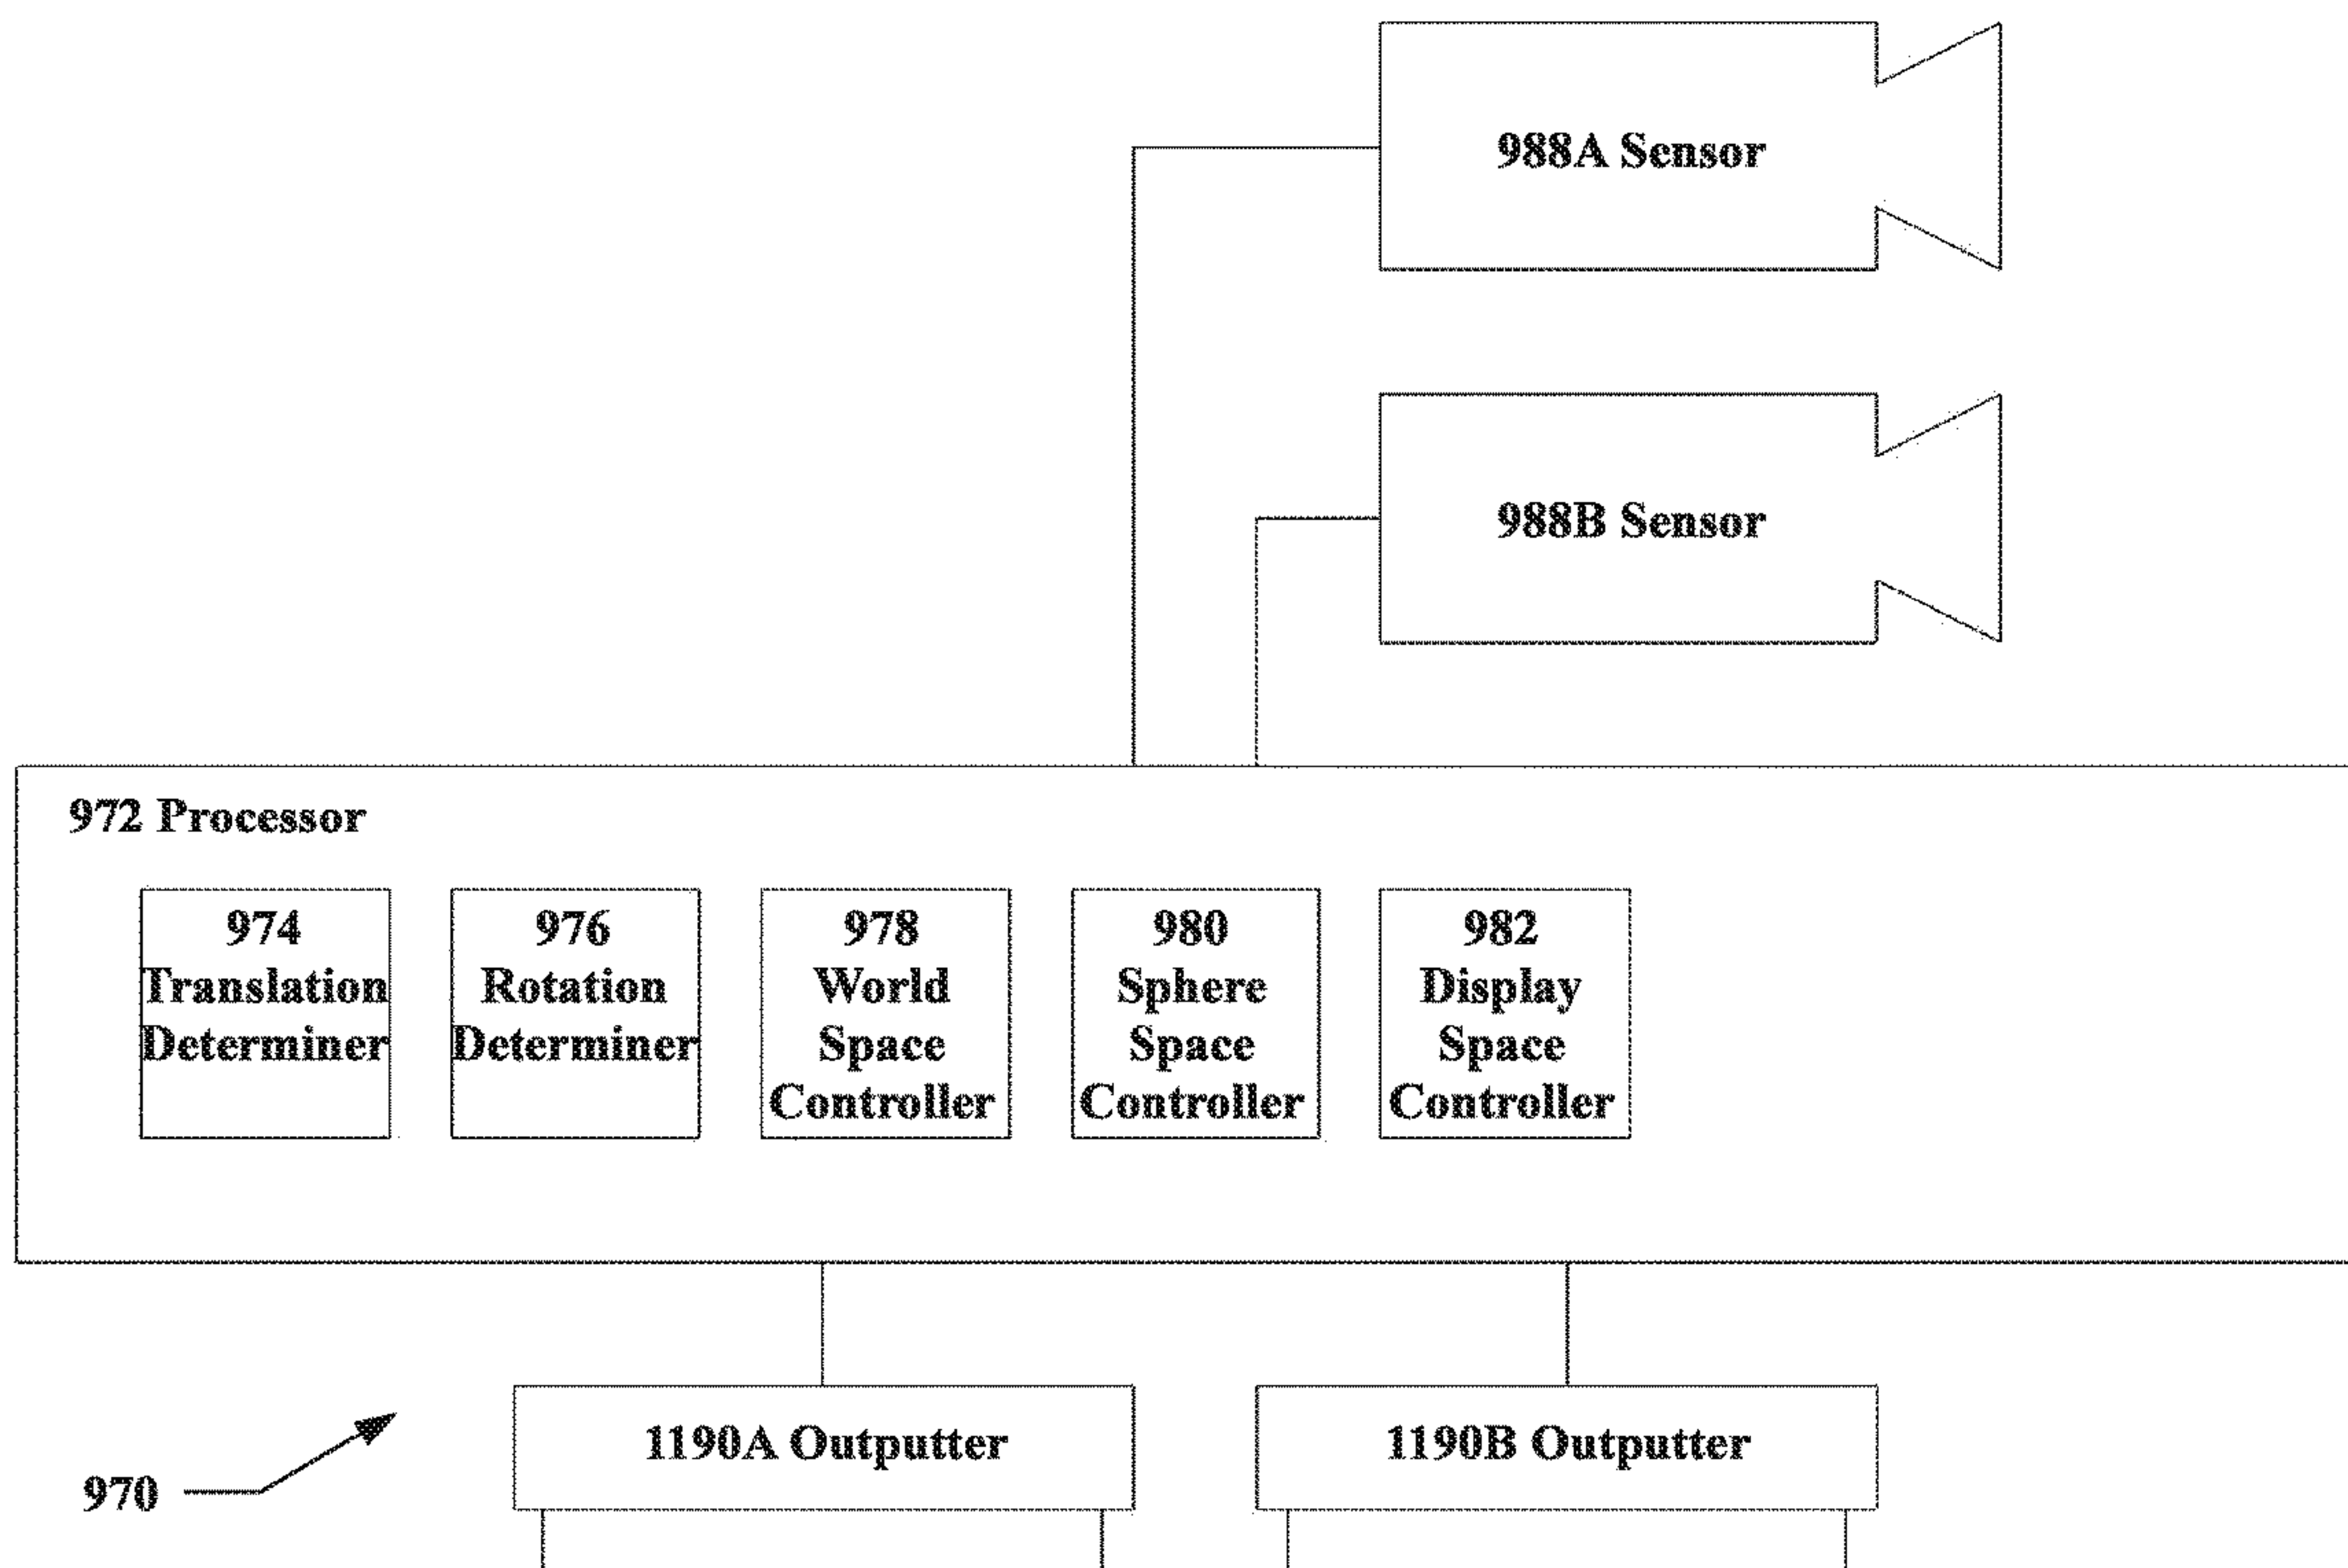 988A Sensor
988B Sensor
972 Processor
974
Translation
Determiner
976
Rotation
Determiner
978
World
Space
Controller
980
Sphere
Space
Controller
982
Display
Space
Controller
1190A Outputter
1190B Outputter
970